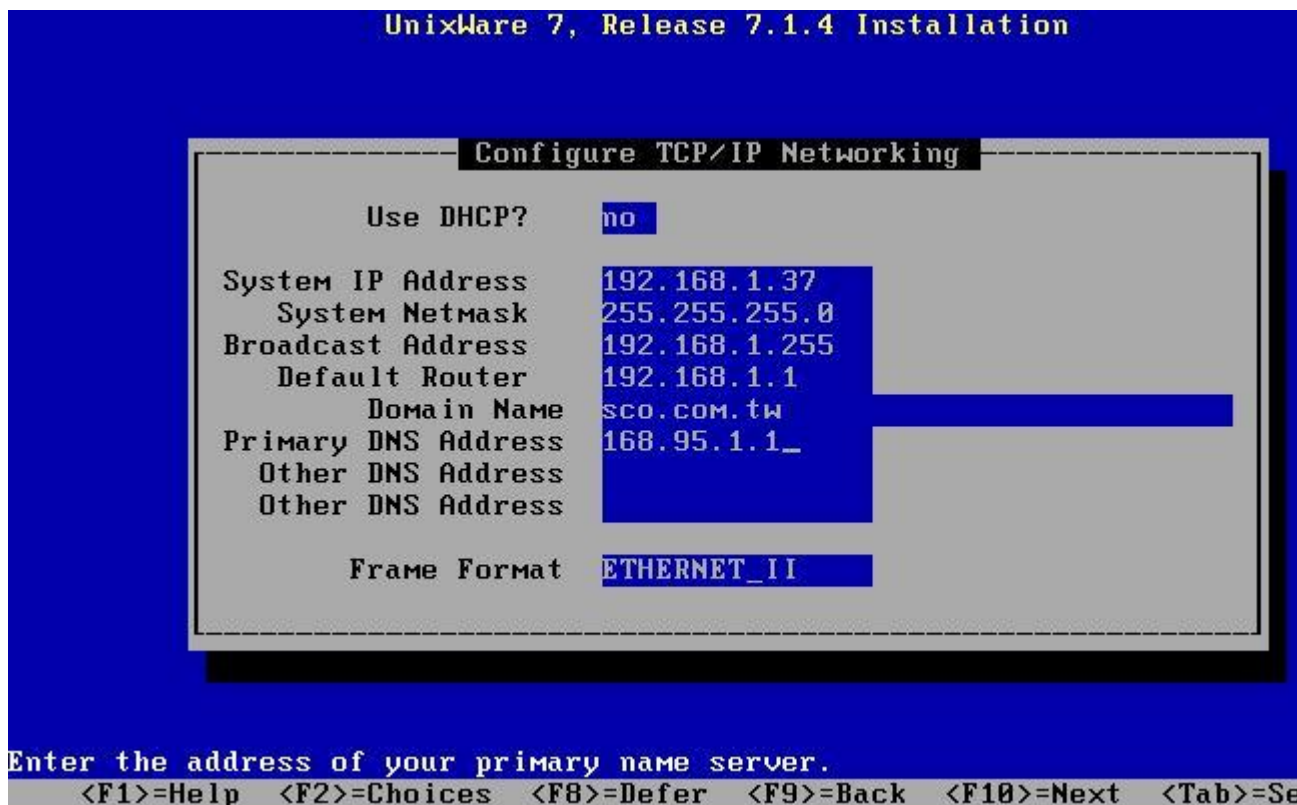 UnixWare 7, Release 7.1.4 Installation
Configure TCP/IP Networking
Use DHCP? no
System IP Address 192.168.1.37
System Netmask 255.255.255.0
Broadcast Address 192.168.1.255
Default Router 192.168.1.1
Domain Name sco.com.tw
Primary DNS Address 168.95.1.1_
Other DNS Address
Other DNS Address
Frame Format ETHERNET_II
Enter the address of your primary name server.
<F1>=Help <F2>=Choices <F8>=Defer <F9>=Back <F10>=Next <Tab>=Se